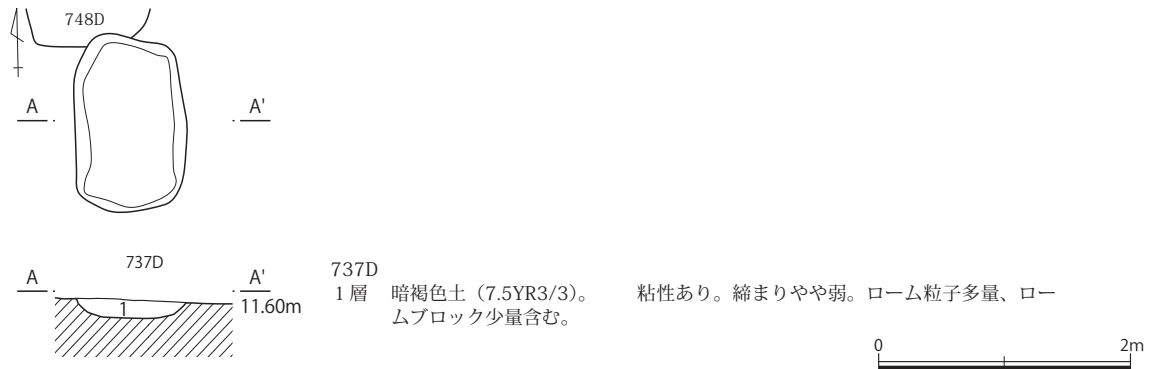 748D
A A'
737D
A A'
11.60m
1
737D
1層 暗褐色土（7.5YR3/3）。 粘性あり。締まりやや弱。ローム粒子多量、ロー
ムブロック少量含む。
0 2m